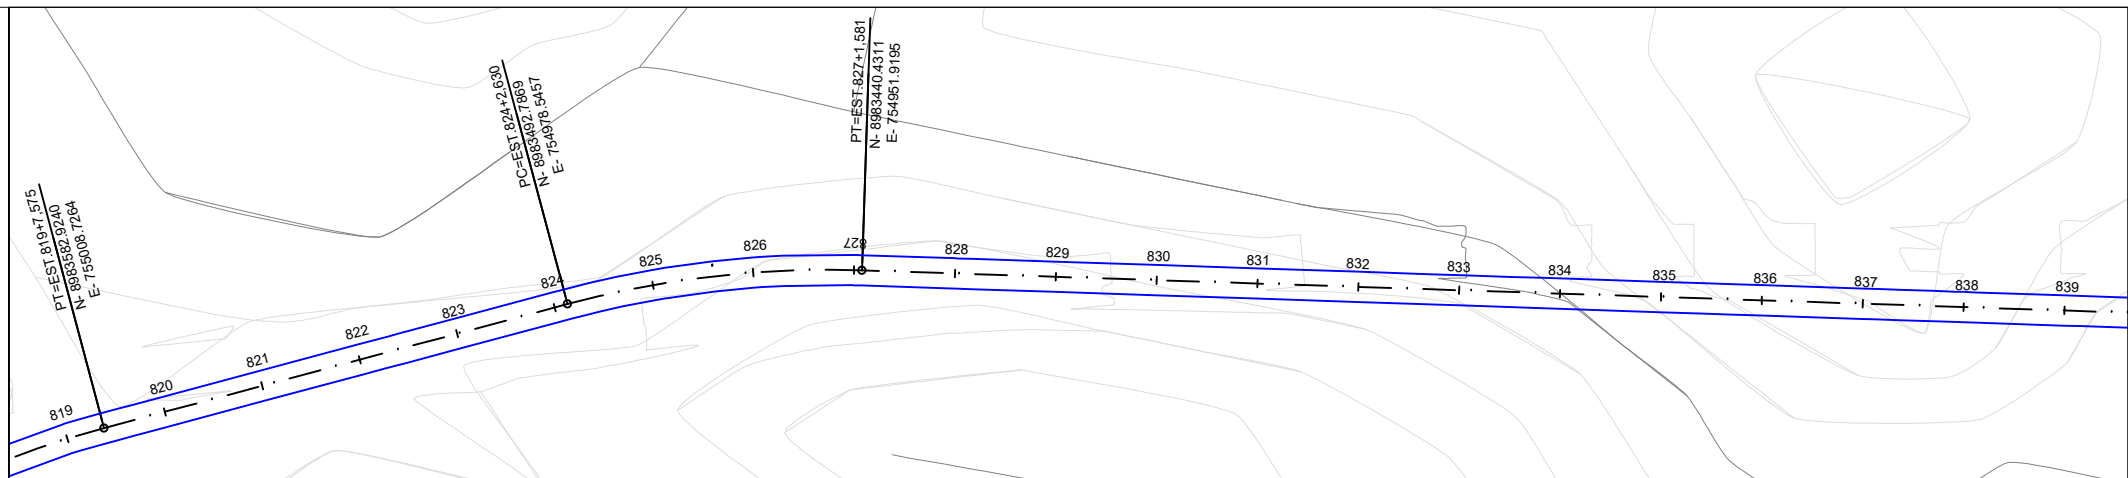 PT=EST.819+7,575
N- 8983582.9240
E- 755008.7264
PC=EST.824+2,630
N- 8983492.7869
E- 754978.5457
PT=EST.827+1,581
N- 8983440.4311
E- 754951.9195
819
820
821
822
823
824
825
826
827
828
829
830
831
832
833
834
835
836
837
838
839